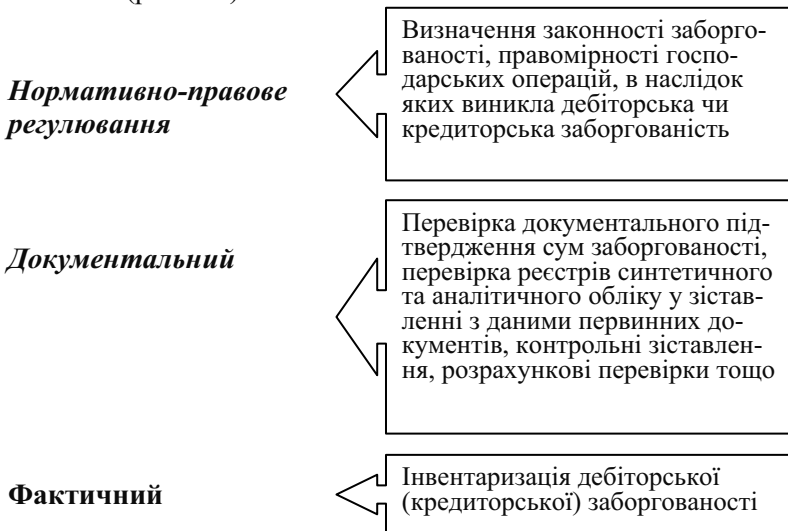 Визначення законності заборго-
ваності, правомірності госпо-
дарських операцій, в наслідок
яких виникла дебіторська чи
кредиторська заборгованість
Нормативно-правове
регулювання
Перевірка документального під-
твердження сум заборгованості,
перевірка реєстрів синтетичного
та аналітичного обліку у зістав-
ленні з даними первинних до-
кументів, контрольні зіставлен-
ня, розрахункові перевірки тощо
Документальний
Інвентаризація дебіторської
(кредиторської) заборгованості
Фактичний